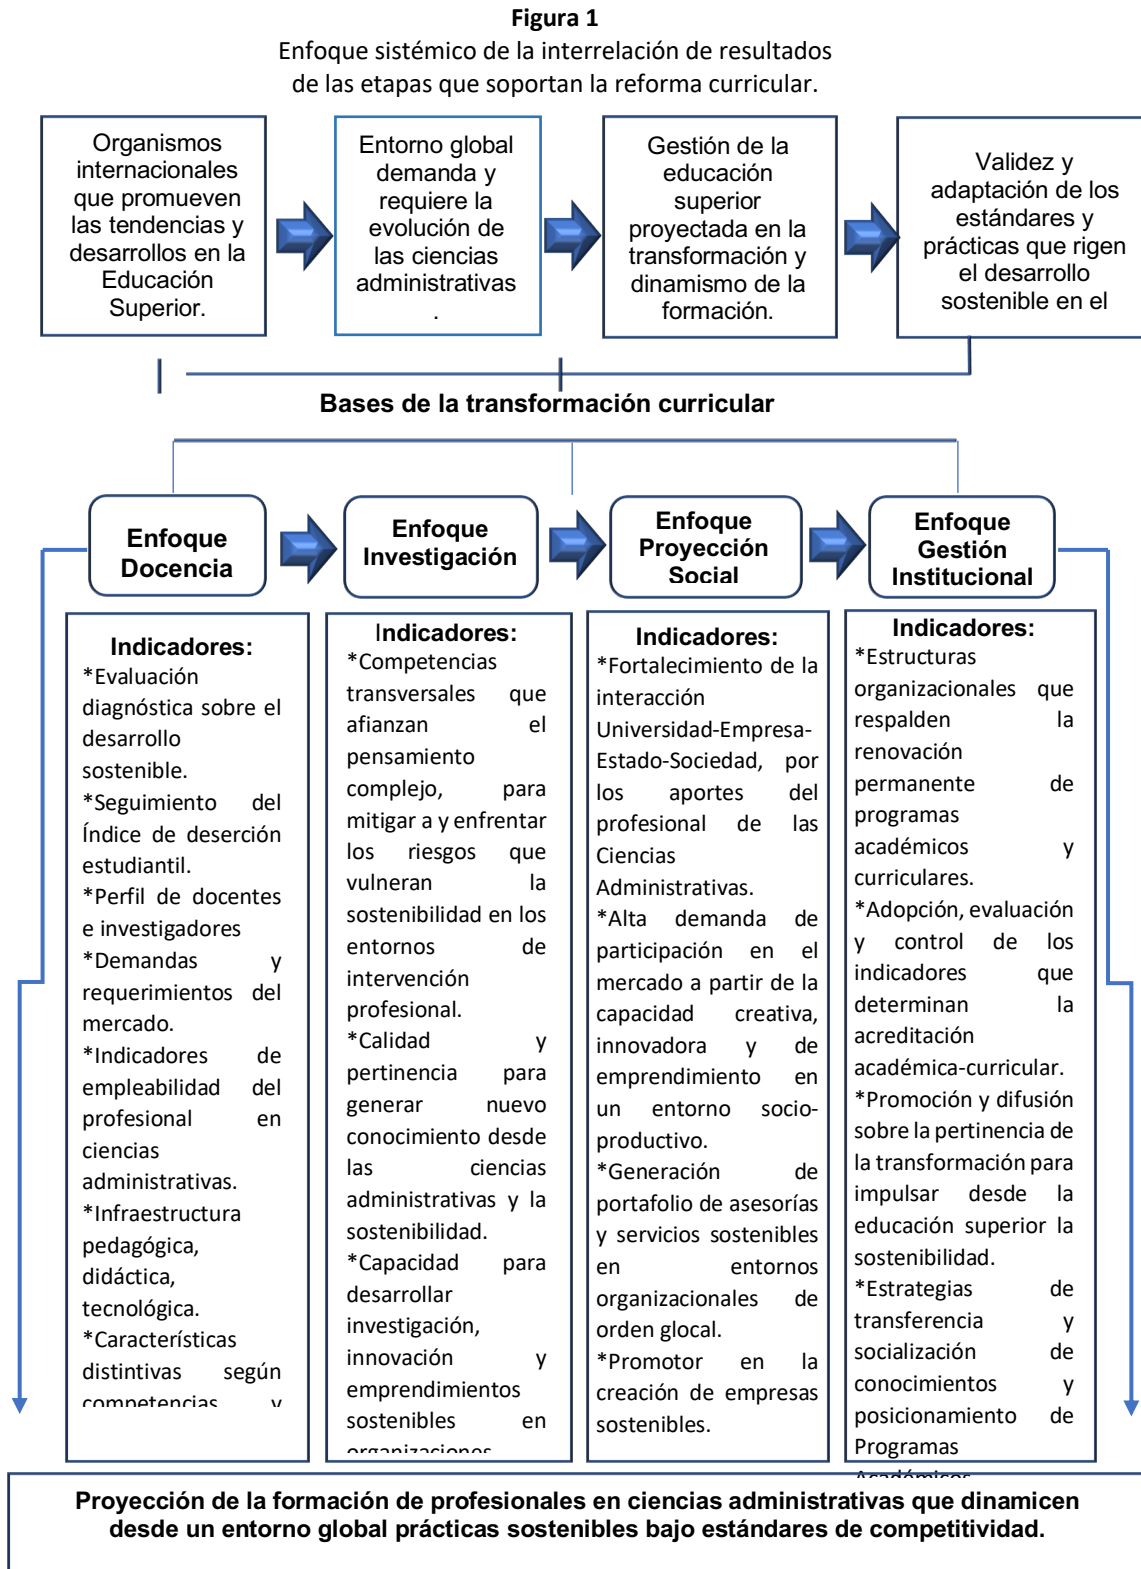 Figura 1
Enfoque sistémico de la interrelación de resultados
de las etapas que soportan la reforma curricular.
Organismos
internacionales
que promueven
las tendencias y
desarrollos en la
Educación
Superior.
Entorno global
demanda y
requiere la
evolución de
las ciencias
administrativas
.
Gestión de la
educación
superior
proyectada en la
transformación y
dinamismo de la
formación.
Validez y
adaptación de los
estándares y
prácticas que rigen
el desarrollo
sostenible en el
Bases de la transformación curricular
Enfoque
Docencia
Enfoque
Investigación
Enfoque
Proyección
Social
Enfoque
Gestión
Institucional
Indicadores:
*Evaluación
diagnóstica sobre el
desarrollo
sostenible.
*Seguimiento del
Índice de deserción
estudiantil.
*Perfil de docentes
e investigadores
*Demandas y
requerimientos del
mercado.
*Indicadores de
empleabilidad del
profesional en
ciencias
administrativas.
*Infraestructura
pedagógica,
didáctica,
tecnológica.
*Características
distintivas según
competencias y
Indicadores:
*Competencias
transversales que
afianzan el
pensamiento
complejo, para
mitigar a y enfrentar
los riesgos que
vulneran la
sostenibilidad en los
entornos de
intervención
profesional.
*Calidad y
pertinencia para
generar nuevo
conocimiento desde
las ciencias
administrativas y la
sostenibilidad.
*Capacidad para
desarrollar
investigación,
innovación y
emprendimientos
sostenibles en
organizaciones
Indicadores:
*Fortalecimiento de la
interacción
Universidad-Empresa-
Estado-Sociedad, por
los aportes del
profesional de las
Ciencias
Administrativas.
*Alta demanda de
participación en el
mercado a partir de la
capacidad creativa,
innovadora y de
emprendimiento en
un entorno socio-
productivo.
*Generación de
portafolio de asesorías
y servicios sostenibles
en entornos
organizacionales de
orden glocal.
*Promotor en la
creación de empresas
sostenibles.
Indicadores:
*Estructuras
organizacionales que
respalden la
renovación
permanente de
programas
académicos y
curriculares.
*Adopción, evaluación
y control de los
indicadores que
determinan la
acreditación
académica-curricular.
*Promoción y difusión
sobre la pertinencia de
la transformación para
impulsar desde la
educación superior la
sostenibilidad.
*Estrategias de
transferencia y
socialización de
conocimientos y
posicionamiento de
Programas
Académicos
Proyección de la formación de profesionales en ciencias administrativas que dinamicen
desde un entorno global prácticas sostenibles bajo estándares de competitividad.